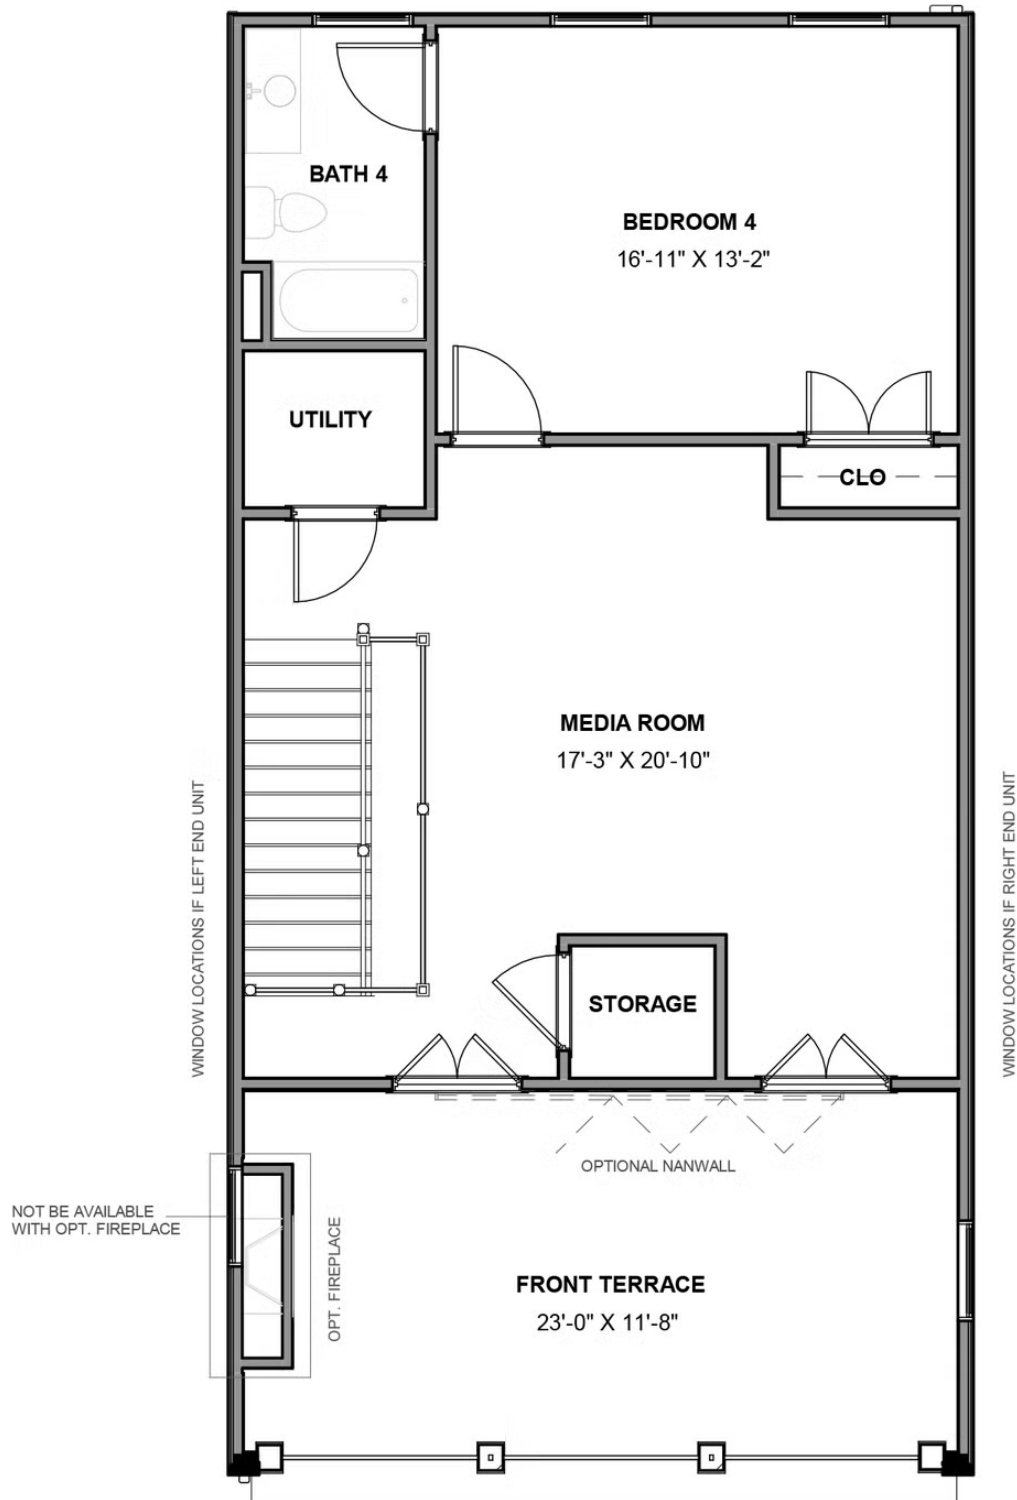 BATH 4
BEDROOM 4
16'-11" X 13'-2"
UTILITY
CLO
MEDIA ROOM
17'-3" X 20'-10"
WINDOW LOCATIONS IF LEFT END UNIT
WINDOW LOCATIONS IF RIGHT END UNIT
STORAGE
OPTIONAL NANWALL
NOT BE AVAILABLE
WITH OPT. FIREPLACE
OPT. FIREPLACE
FRONT TERRACE
23'-0" X 11'-8"